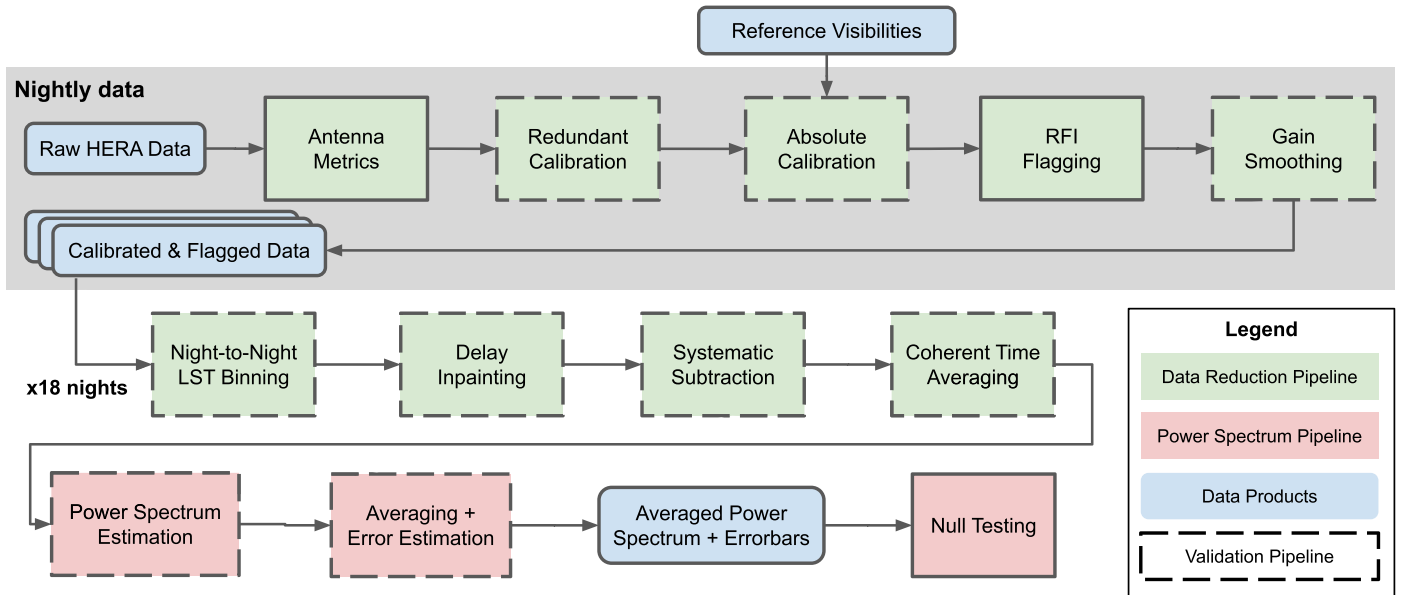 Reference Visibilities
Nightly data
Raw HERA Data
Antenna
Metrics
Redundant
Calibration
Absolute
Calibration
RFI
Flagging
Gain
Smoothing
Calibrated & Flagged Data
x18 nights
Night-to-Night
LST Binning
Delay
Inpainting
Systematic
Subtraction
Coherent Time
Averaging
Power Spectrum
Estimation
Averaging +
Error Estimation
Averaged Power
Spectrum + Errorbars
Null Testing
Legend
Data Reduction Pipeline
Power Spectrum Pipeline
Data Products
Validation Pipeline